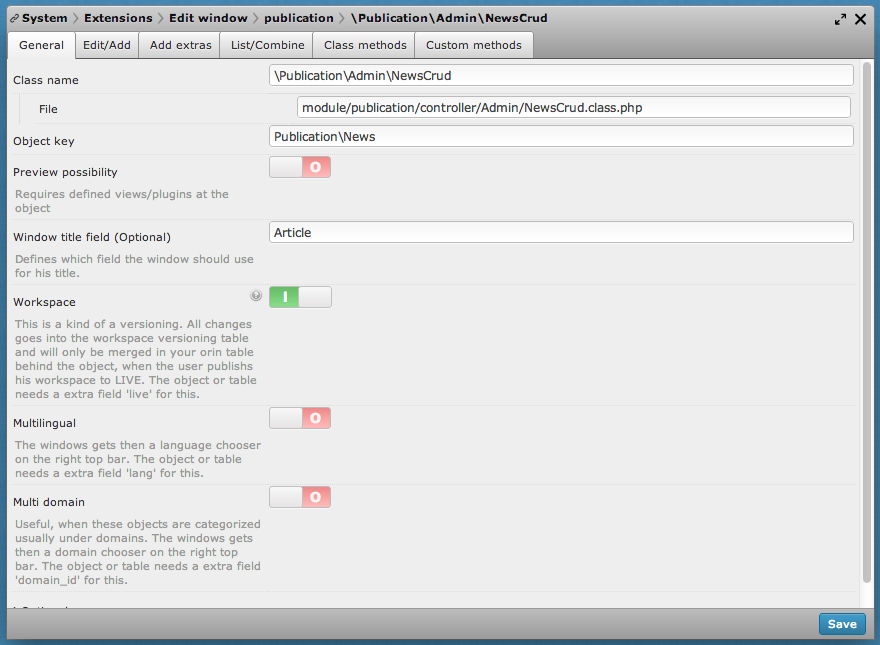 System > Extensions > Edit window > publication > \Publication\Admin\NewsCrud
General Edit/Add Add extras List/Combine Class methods Custom methods
Class name \Publication\Admin\NewsCrud
File module/publication/controller/Admin/NewsCrud.class.php
Object key Publication\News
Preview possibility O
Requires defined views/plugins at the
object
Window title field (Optional) Article
Defines which field the window should use
for his title.
Workspace ? I
This is a kind of a versioning. All changes
goes into the workspace versioning table
and will only be merged in your orin table
behind the object, when the user publishs
his workspace to LIVE. The object or table
needs a extra field 'live' for this.
Multilingual O
The windows gets then a language chooser
on the right top bar. The object or table
needs a extra field 'lang' for this.
Multi domain O
Useful, when these objects are categorized
usually under domains. The windows gets
then a domain chooser on the right top
bar. The object or table needs a extra field
'domain_id' for this.
Save